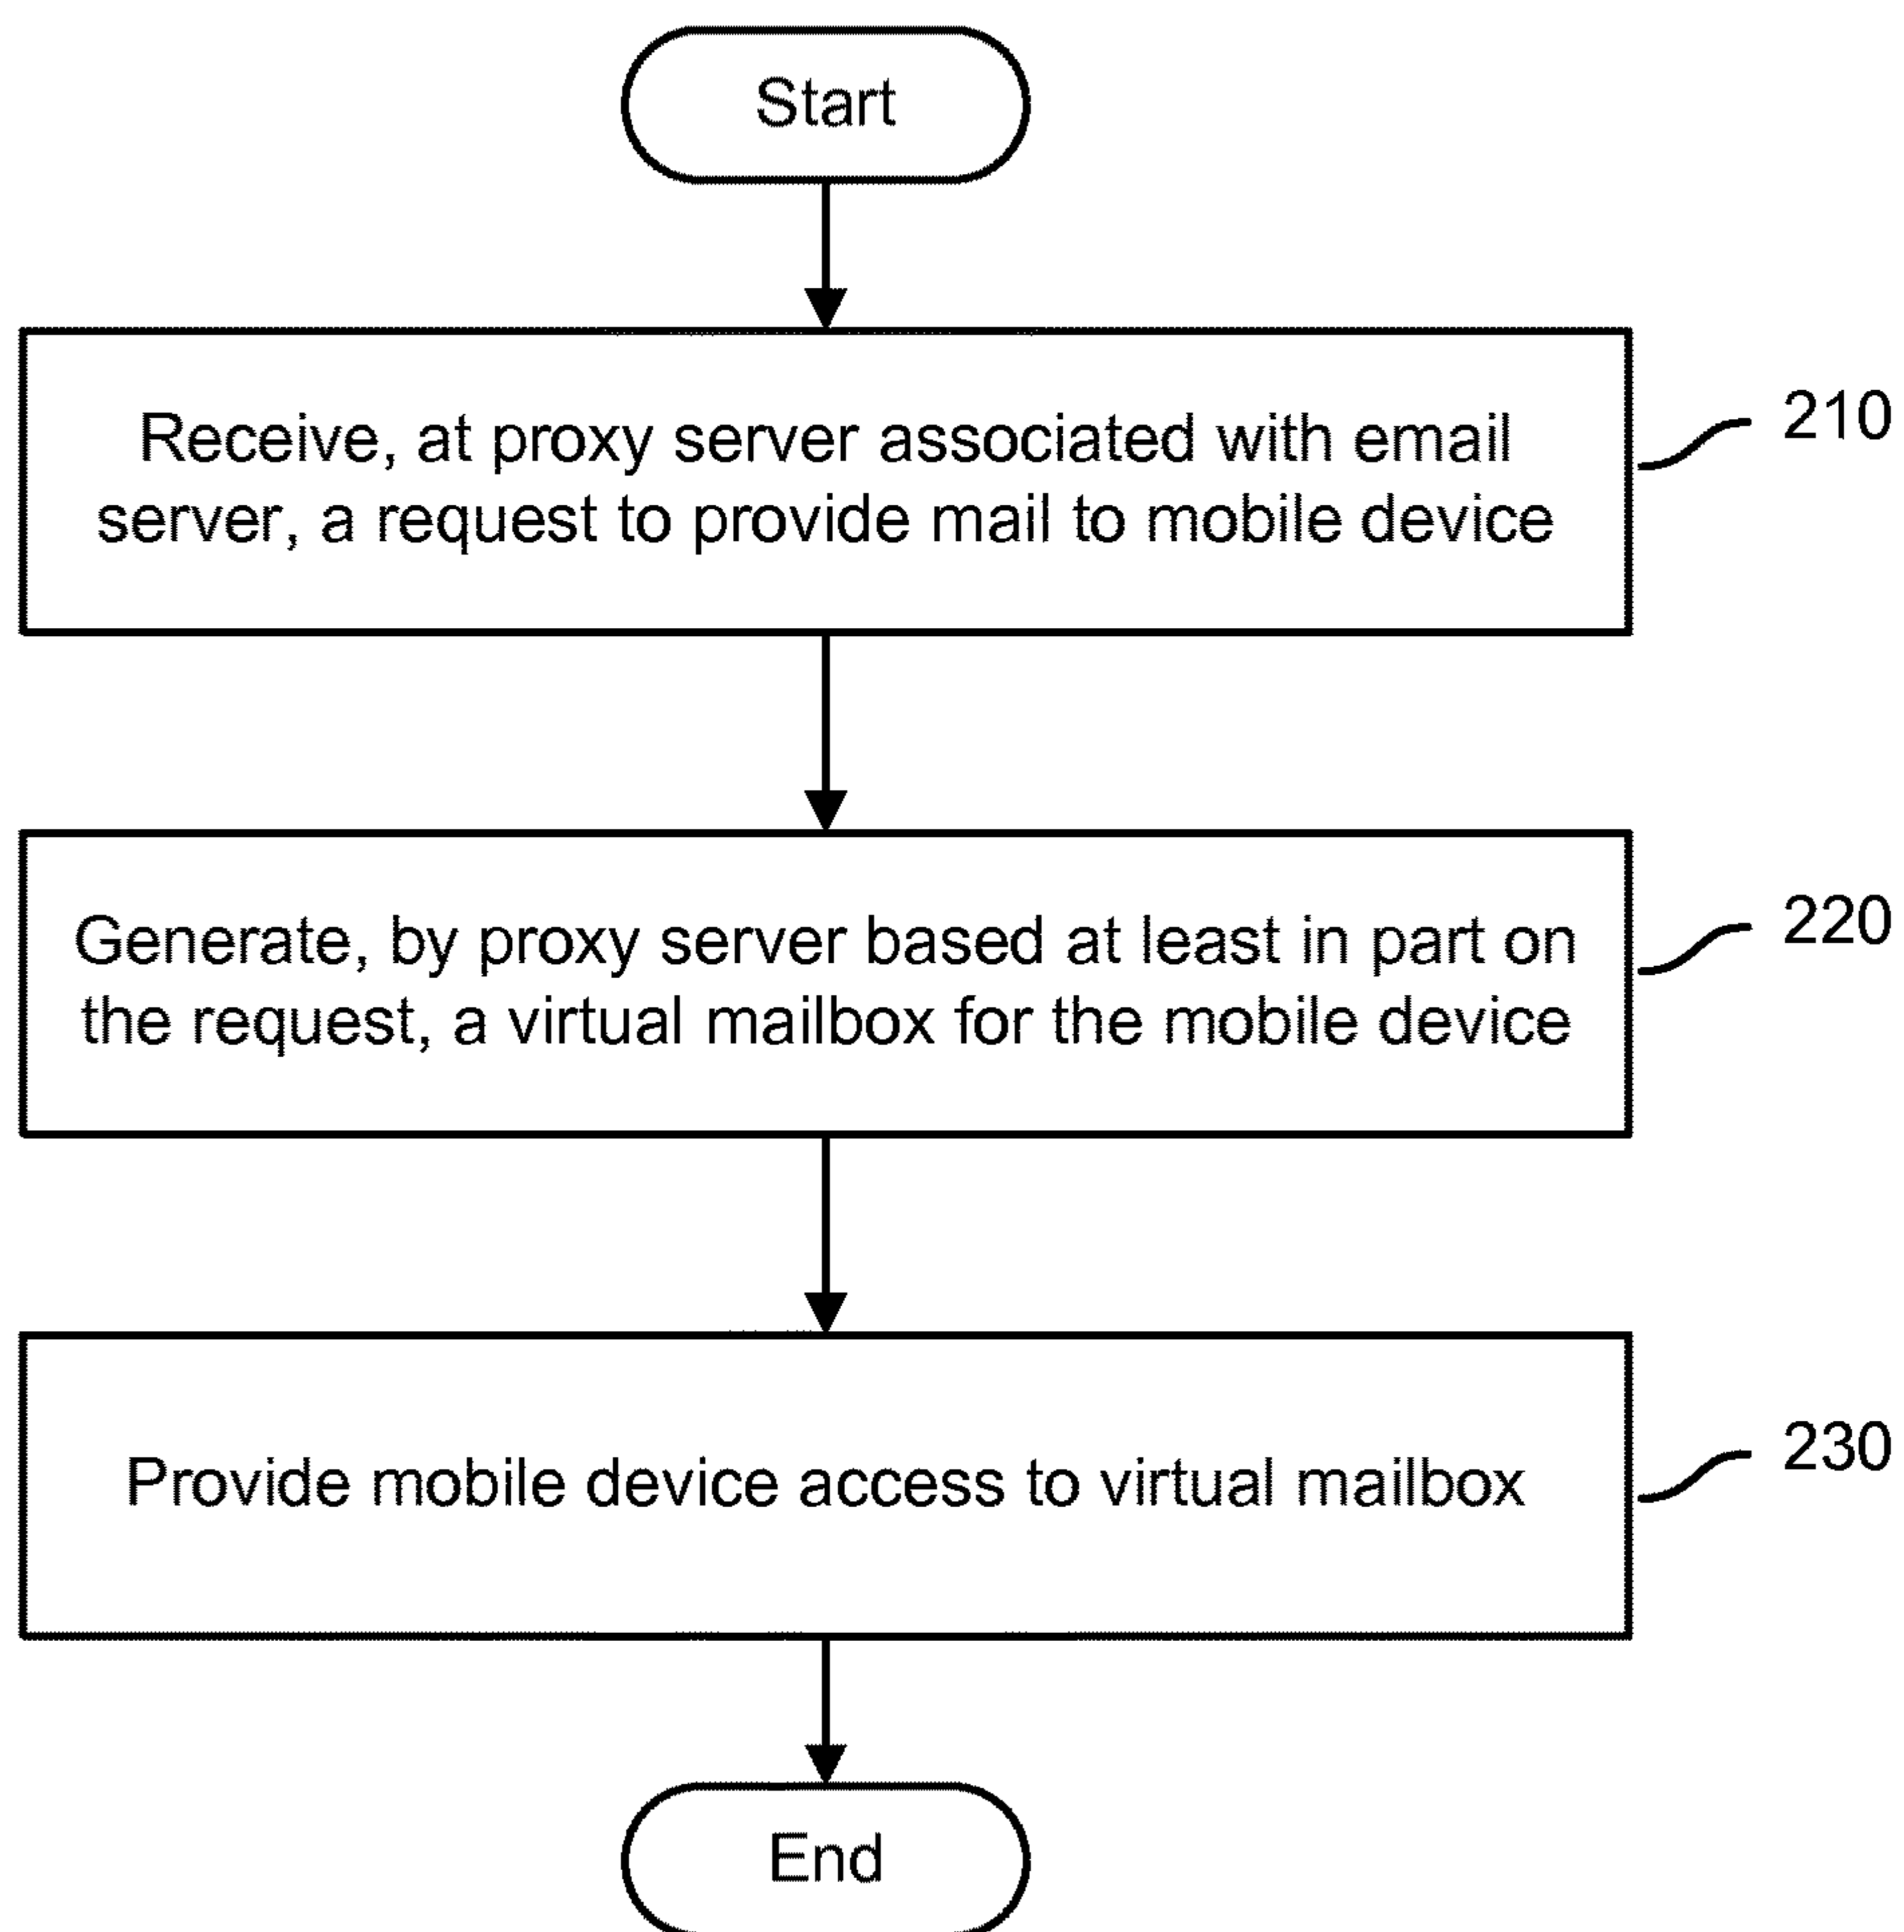 Start
Receive, at proxy server associated with email
server, a request to provide mail to mobile device
210
Generate, by proxy server based at least in part on
the request, a virtual mailbox for the mobile device
220
Provide mobile device access to virtual mailbox
230
End